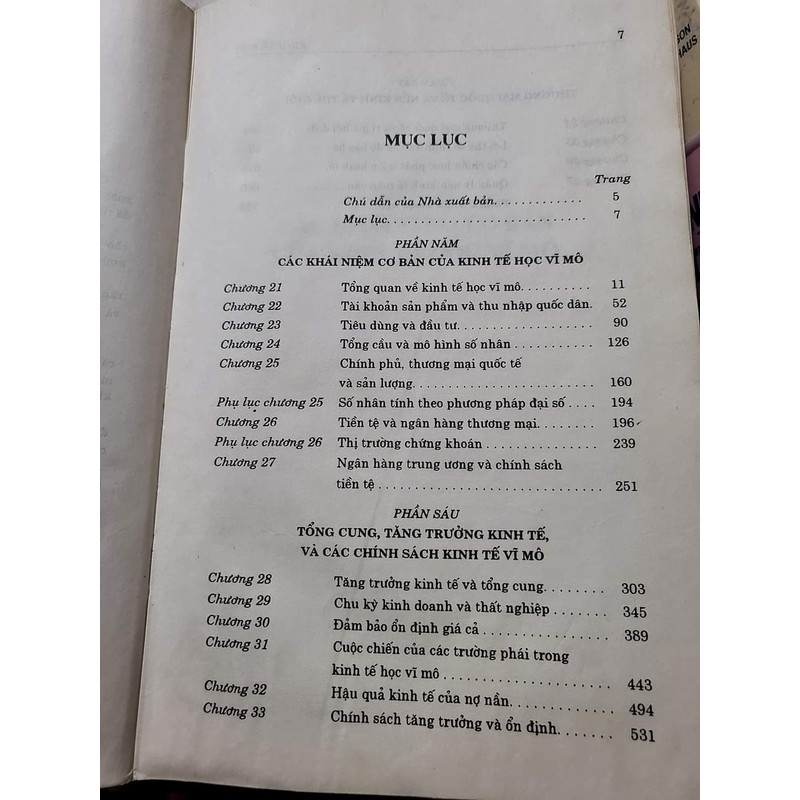 7
MỤC LỤC
Trang
Chú dẫn của Nhà xuất bản. . . . . . . . . . . . 5
Mục lục. . . . . . . . . . . . . . . . . . . . . . . . . . . . 7
PHẦN NĂM
CÁC KHÁI NIỆM CƠ BẢN CỦA KINH TẾ HỌC VĨ MÔ
Chương 21 Tổng quan về kinh tế học vĩ mô. . . . . . . . . . 11
Chương 22 Tài khoản sản phẩm và thu nhập quốc dân. 52
Chương 23 Tiêu dùng và đầu tư. . . . . . . . . . . . . . . . . 90
Chương 24 Tổng cầu và mô hình số nhân . . . . . . . . . . . 126
Chương 25 Chính phủ, thương mại quốc tế
và sản lượng. . . . . . . . . . . . . . . . . . . . . . . 160
Phụ lục chương 25 Số nhân tính theo phương pháp đại số . . . . 194
Chương 26 Tiền tệ và ngân hàng thương mại. . . . . . . . 196
Phụ lục chương 26 Thị trường chứng khoán . . . . . . . . . . . . . . 239
Chương 27 Ngân hàng trung ương và chính sách
tiền tệ . . . . . . . . . . . . . . . . . . . . . . . . . . . . 251
PHẦN SÁU
TỔNG CUNG, TĂNG TRƯỞNG KINH TẾ,
VÀ CÁC CHÍNH SÁCH KINH TẾ VĨ MÔ
Chương 28 Tăng trưởng kinh tế và tổng cung. . . . . . . . 303
Chương 29 Chu kỳ kinh doanh và thất nghiệp . . . . . . . 345
Chương 30 Đảm bảo ổn định giá cả . . . . . . . . . . . . . . . 389
Chương 31 Cuộc chiến của các trường phái trong
kinh tế học vĩ mô . . . . . . . . . . . . . . . . . . . . 443
Chương 32 Hậu quả kinh tế của nợ nần. . . . . . . . . . . . 494
Chương 33 Chính sách tăng trưởng và ổn định. . . . . . . 531
SON
HAUS